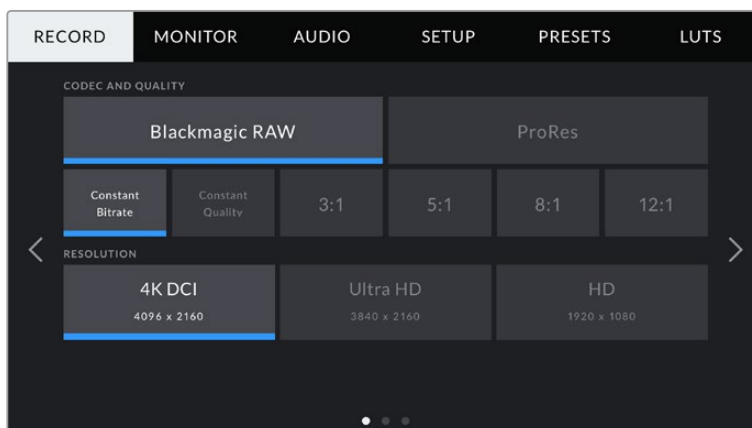 RECORD MONITOR AUDIO SETUP PRESETS LUTS
CODEC AND QUALITY
Blackmagic RAW ProRes
Constant Bitrate Constant Quality 3:1 5:1 8:1 12:1
RESOLUTION
4K DCI Ultra HD HD
4096 x 2160 3840 x 2160 1920 x 1080